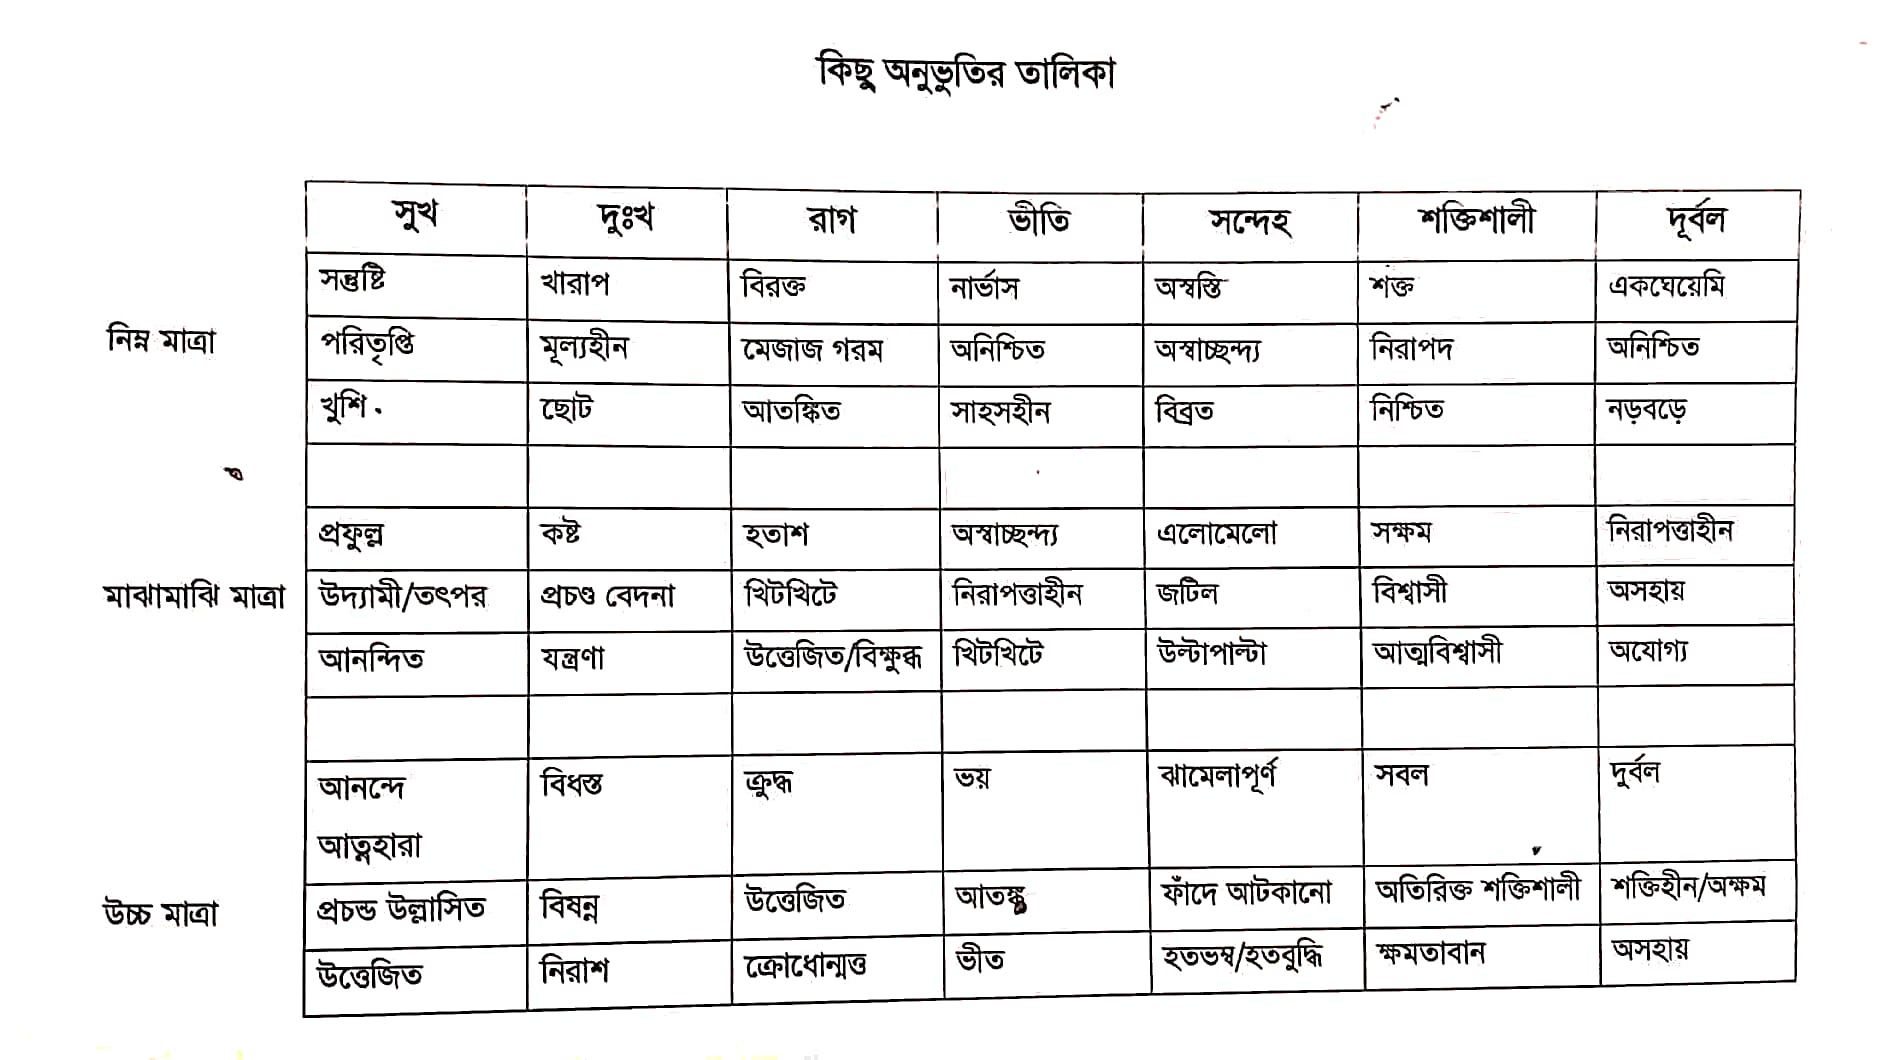 কিছু অনুভুতির তালিকা
সুখ দুঃখ রাগ ভীতি সন্দেহ শক্তিশালী দূর্বল
সন্তুষ্টি খারাপ বিরক্ত নার্ভাস অস্বস্তি শক্ত একঘেয়েমি
নিম্ন মাত্রা পরিতৃপ্তি মূল্যহীন মেজাজ গরম অনিশ্চিত অস্বাচ্ছন্দ্য নিরাপদ অনিশ্চিত
খুশি ছোট আতঙ্কিত সাহসহীন বিব্রত নিশ্চিত নড়বড়ে
প্রফুল্ল কষ্ট হতাশ অস্বাচ্ছন্দ্য এলোমেলো সক্ষম নিরাপত্তাহীন
মাঝামাঝি মাত্রা উদ্যামী/তৎপর প্রচণ্ড বেদনা খিটখিটে নিরাপত্তাহীন জটিল বিশ্বাসী অসহায়
আনন্দিত যন্ত্রণা উত্তেজিত/বিক্ষুব্ধ খিটখিটে উল্টাপাল্টা আত্মবিশ্বাসী অযোগ্য
আনন্দে বিধস্ত ক্রুদ্ধ ভয় ঝামেলাপূর্ণ সবল দুর্বল
আত্নহারা
উচ্চ মাত্রা প্রচন্ড উল্লাসিত বিষন্ন উত্তেজিত আতঙ্ক ফাঁদে আটকানো অতিরিক্ত শক্তিশালী শক্তিহীন/অক্ষম
উত্তেজিত নিরাশ ক্রোধোন্মত্ত ভীত হতভম্ব/হতবুদ্ধি ক্ষমতাবান অসহায়